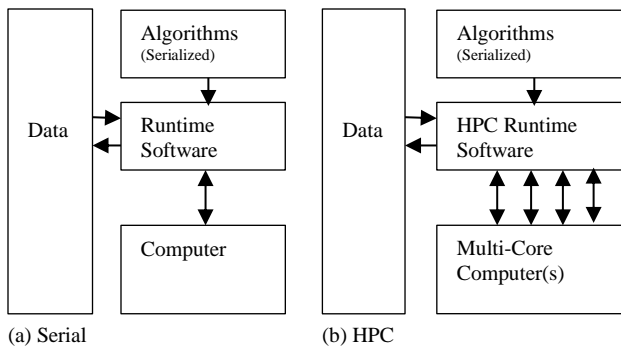 Algorithms
(Serialized)
Data
Runtime
Software
Computer
(a) Serial
Algorithms
(Serialized)
Data
HPC Runtime
Software
Multi-Core
Computer(s)
(b) HPC